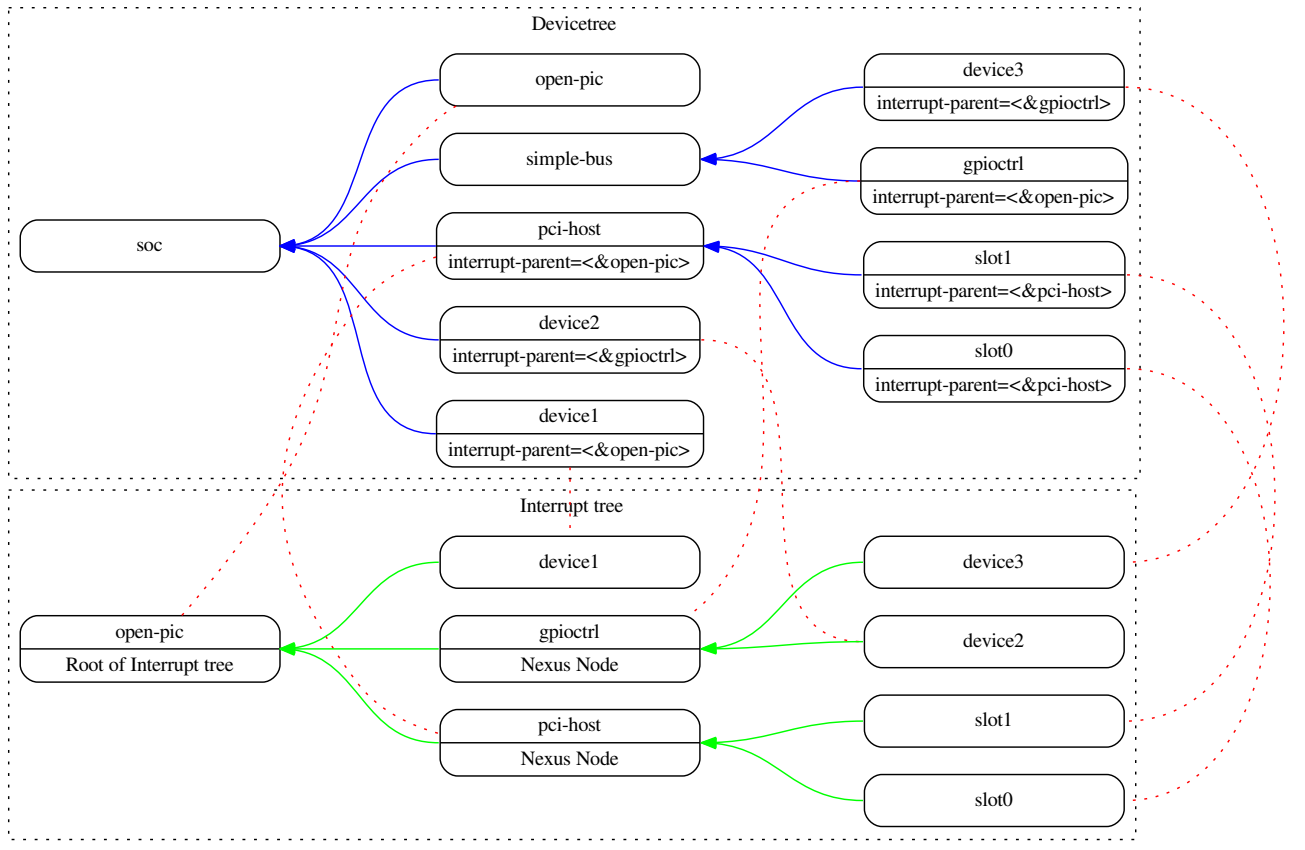 Devicetree
soc
open-pic
simple-bus
pci-host
interrupt-parent=<&open-pic>
device2
interrupt-parent=<&gpioctrl>
device1
interrupt-parent=<&open-pic>
device3
interrupt-parent=<&gpioctrl>
gpioctrl
interrupt-parent=<&open-pic>
slot1
interrupt-parent=<&pci-host>
slot0
interrupt-parent=<&pci-host>
Interrupt tree
open-pic
Root of Interrupt tree
device1
gpioctrl
Nexus Node
pci-host
Nexus Node
device3
device2
slot1
slot0